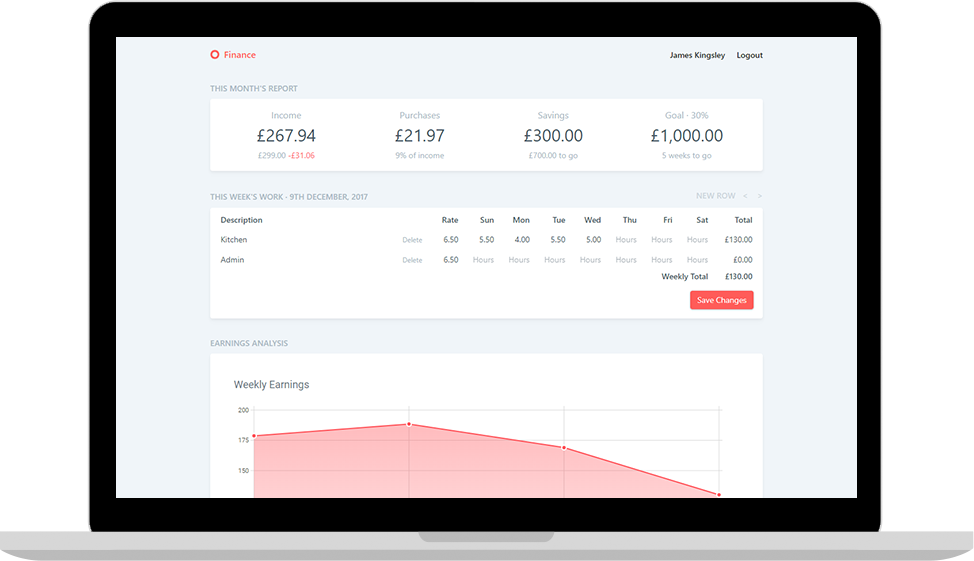 Finance James Kingsley Logout
THIS MONTH'S REPORT
Income Purchases Savings Goal - 30%
£267.94 £21.97 £300.00 £1,000.00
£299.00 -£31.06 9% of income £700.00 to go 5 weeks to go
THIS WEEK'S WORK - 9TH DECEMBER, 2017 NEW ROW < >
Description Rate Sun Mon Tue Wed Thu Fri Sat Total
Kitchen Delete 6.50 5.50 4.00 5.50 5.00 Hours Hours Hours £130.00
Admin Delete 6.50 Hours Hours Hours Hours Hours Hours Hours £0.00
Weekly Total £130.00
Save Changes
EARNINGS ANALYSIS
Weekly Earnings
200
175
150